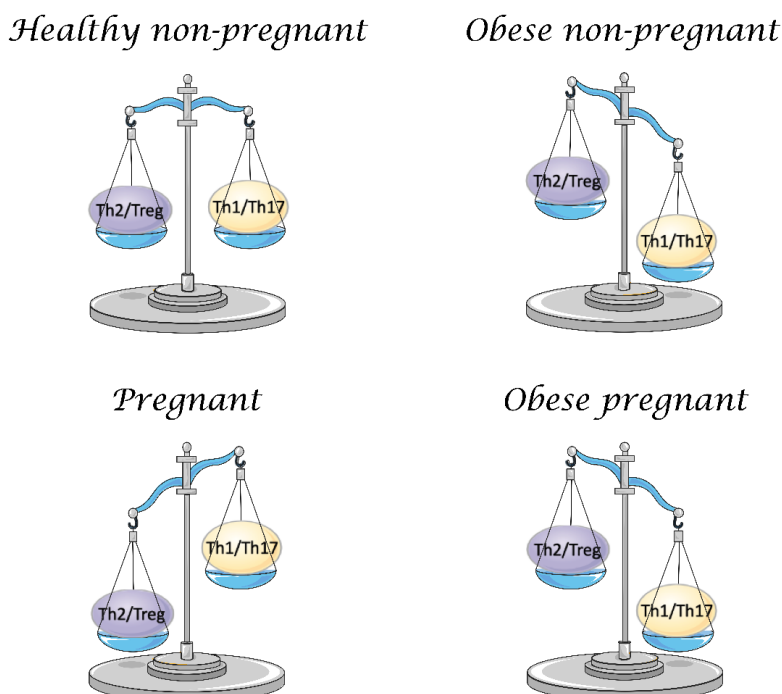 Healthy non-pregnant
Obese non-pregnant
Th2/Treg
Th1/Th17
Th2/Treg
Th1/Th17
Pregnant
Obese pregnant
Th2/Treg
Th1/Th17
Th2/Treg
Th1/Th17